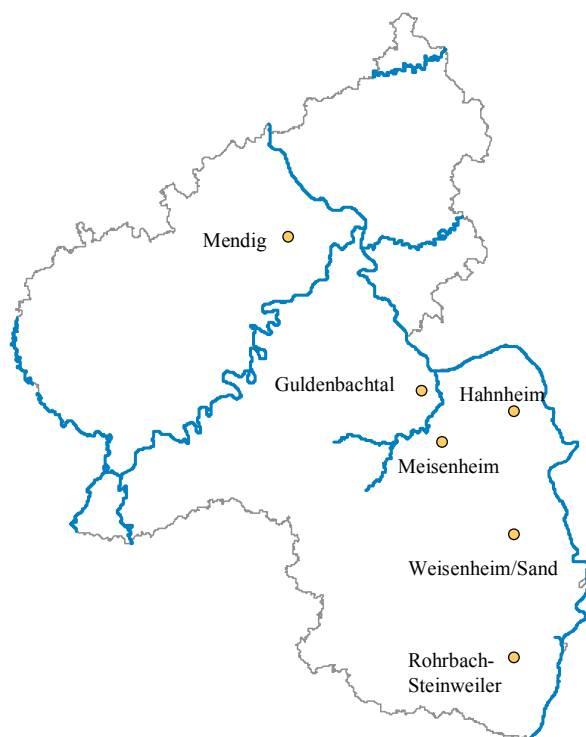 Mendig
Guldenbachtal
Hahnheim
Meisenheim
Weisenheim/Sand
Rohrbach-
Steinweiler